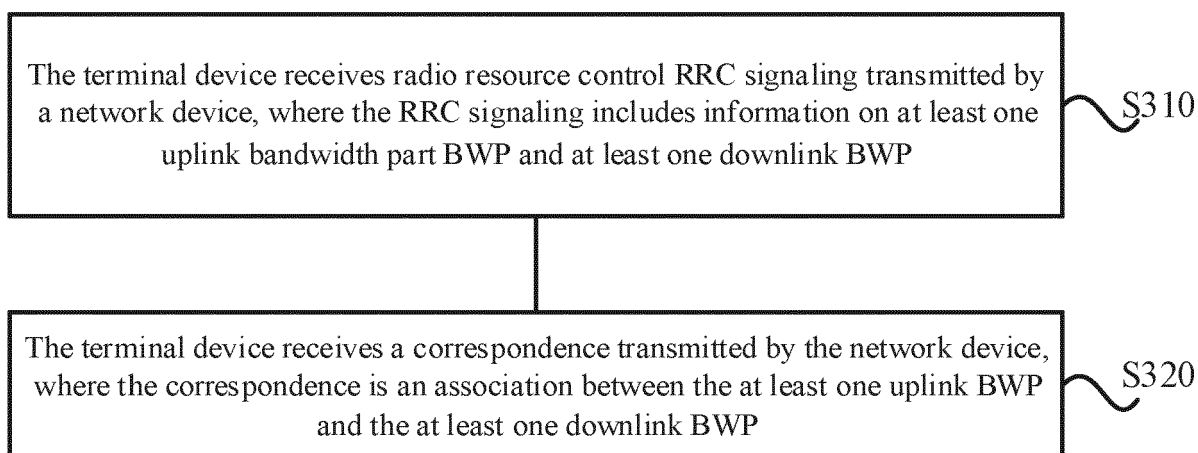 The terminal device receives radio resource control RRC signaling transmitted by
a network device, where the RRC signaling includes information on at least one
uplink bandwidth part BWP and at least one downlink BWP
S310
The terminal device receives a correspondence transmitted by the network device,
where the correspondence is an association between the at least one uplink BWP
and the at least one downlink BWP
S320